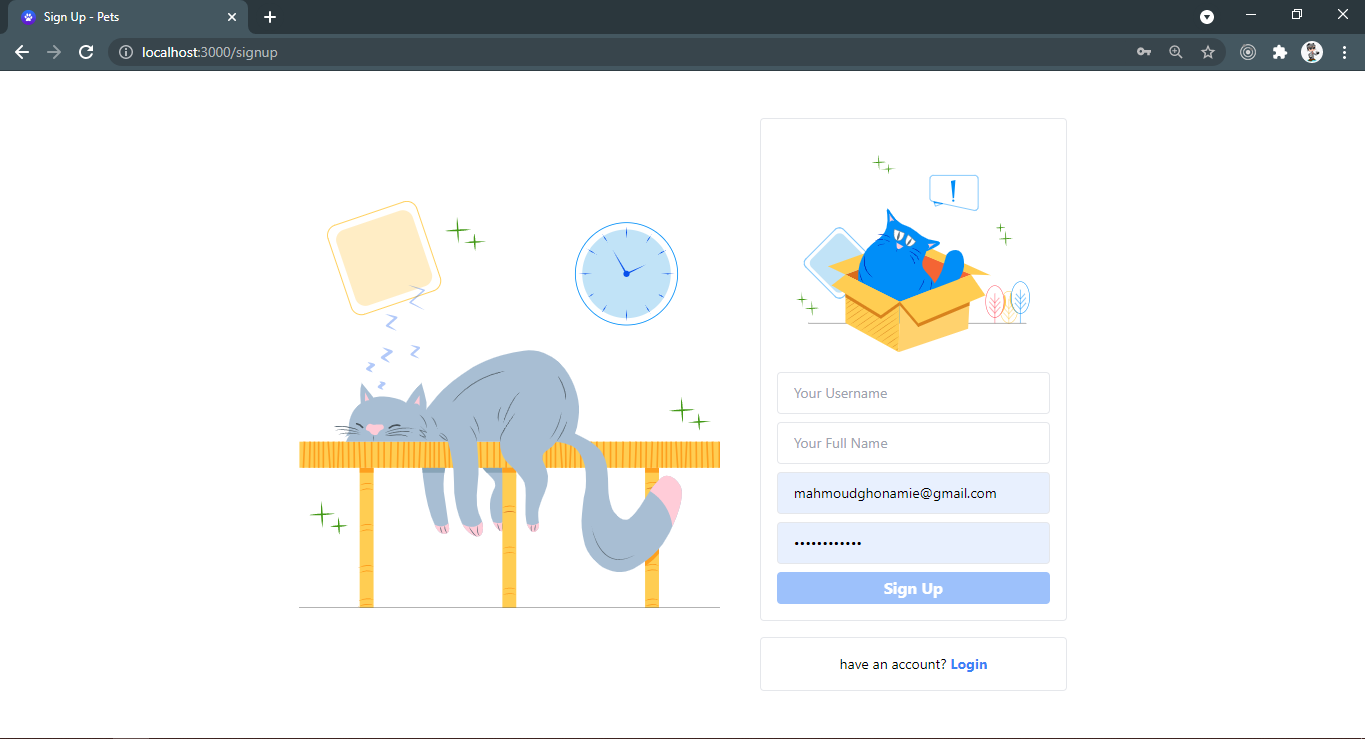 Sign Up - Pets
localhost:3000/signup
!
z
z
z
z
z
z
Your Username
Your Full Name
mahmoudghonamie@gmail.com
••••••••••••
Sign Up
have an account? Login